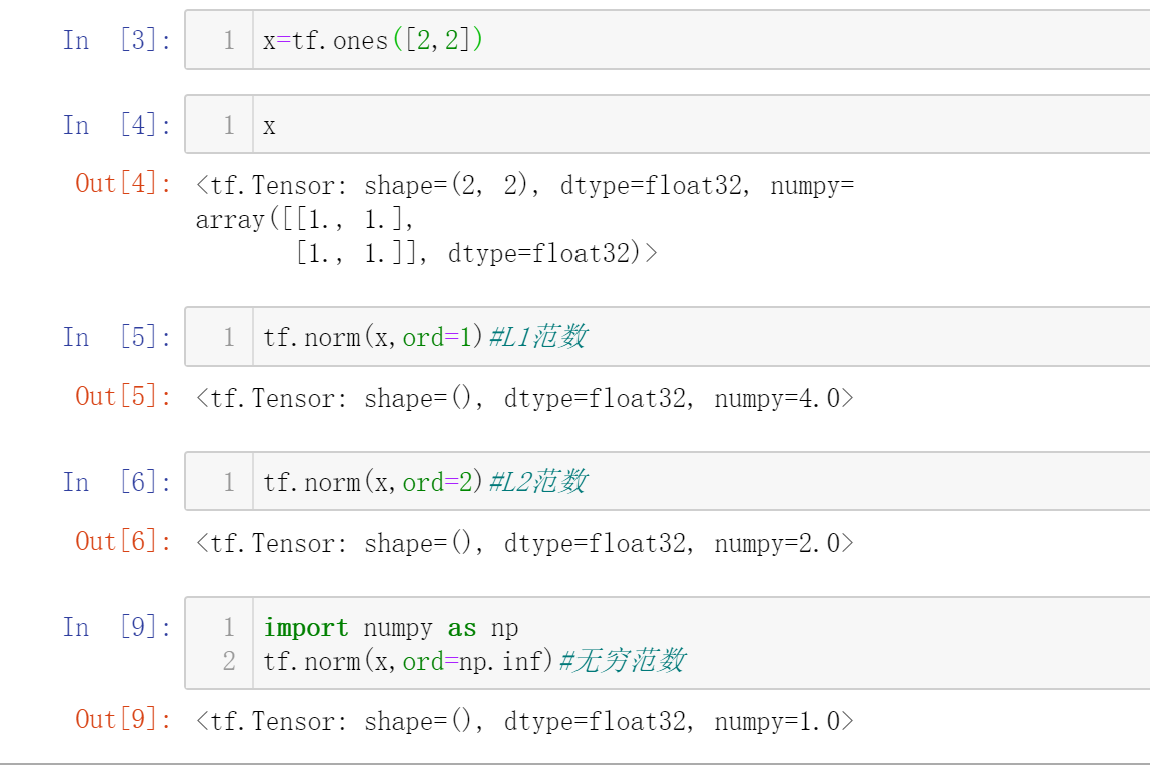 In [3]: 1 x=tf.ones([2,2])
In [4]: 1 x
Out[4]: <tf.Tensor: shape=(2, 2), dtype=float32, numpy=
array([[1., 1.],
       [1., 1.]], dtype=float32)>
In [5]: 1 tf.norm(x,ord=1)#L1范数
Out[5]: <tf.Tensor: shape=(), dtype=float32, numpy=4.0>
In [6]: 1 tf.norm(x,ord=2)#L2范数
Out[6]: <tf.Tensor: shape=(), dtype=float32, numpy=2.0>
In [9]: 1 import numpy as np
2 tf.norm(x,ord=np.inf)#无穷范数
Out[9]: <tf.Tensor: shape=(), dtype=float32, numpy=1.0>